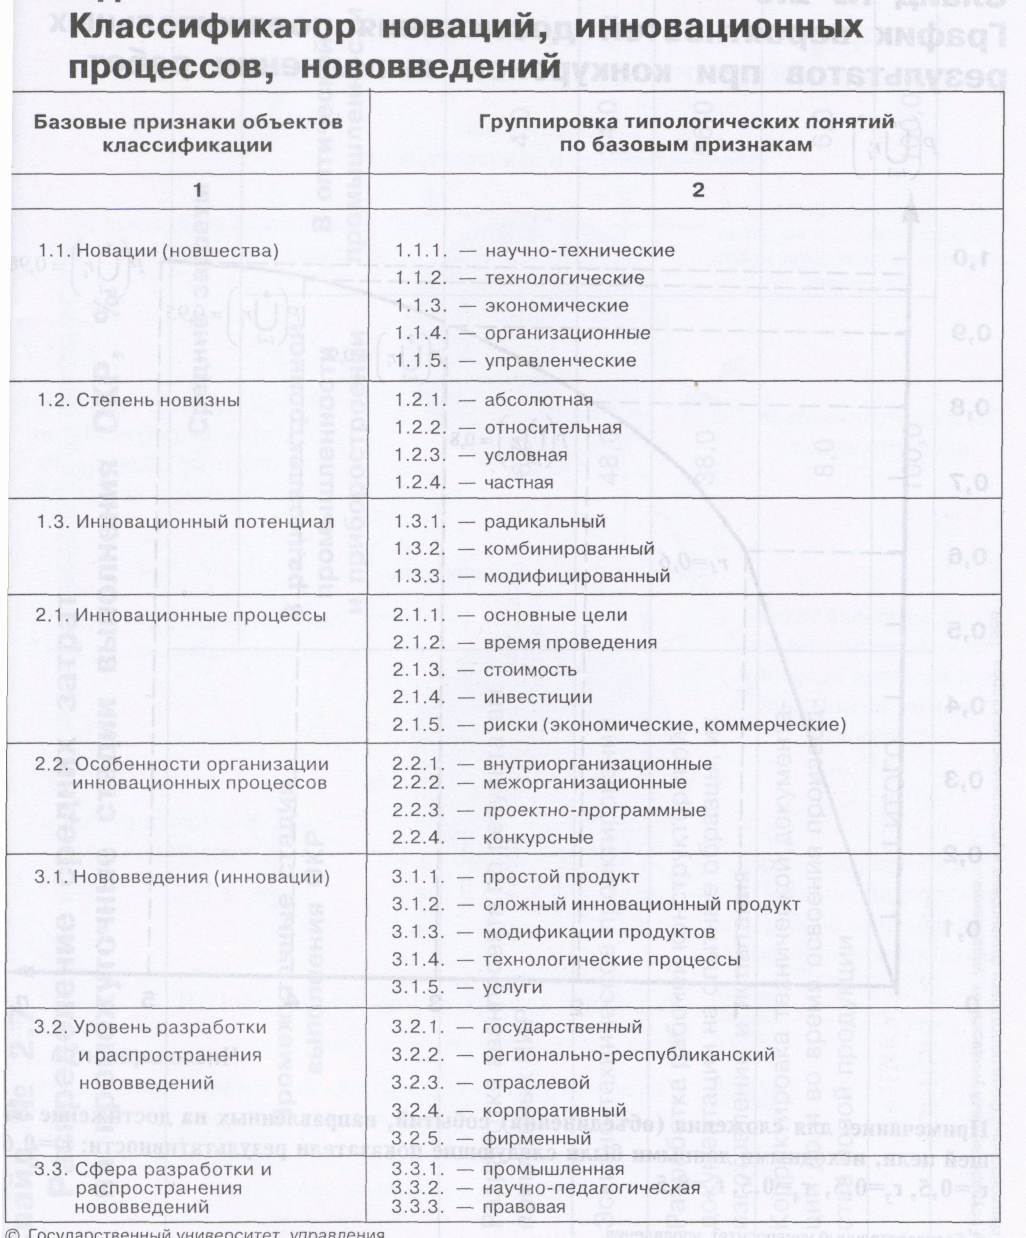 Классификатор новаций, инновационных
процессов, нововведений
Базовые признаки объектов
классификации
Группировка типологических понятий
по базовым признакам
1
2
1.1. Новации (новшества)
1.1.1. — научно-технические
1.1.2. — технологические
1.1.3. — экономические
1.1.4. — организационные
1.1.5. — управленческие
1.2. Степень новизны
1.2.1. — абсолютная
1.2.2. — относительная
1.2.3. — условная
1.2.4. — частная
1.3. Инновационный потенциал
1.3.1. — радикальный
1.3.2. — комбинированный
1.3.3. — модифицированный
2.1. Инновационные процессы
2.1.1. — основные цели
2.1.2. — время проведения
2.1.3. — стоимость
2.1.4. — инвестиции
2.1.5. — риски (экономические, коммерческие)
2.2. Особенности организации
инновационных процессов
2.2.1. — внутриорганизационные
2.2.2. — межорганизационные
2.2.3. — проектно-программные
2.2.4. — конкурсные
3.1. Нововведения (инновации)
3.1.1. — простой продукт
3.1.2. — сложный инновационный продукт
3.1.3. — модификации продуктов
3.1.4. — технологические процессы
3.1.5. — услуги
3.2. Уровень разработки
и распространения
нововведений
3.2.1. — государственный
3.2.2. — регионально-республиканский
3.2.3. — отраслевой
3.2.4. — корпоративный
3.2.5. — фирменный
3.3. Сфера разработки и
распространения
нововведений
3.3.1. — промышленная
3.3.2. — научно-педагогическая
3.3.3. — правовая
© Государственный университет управления